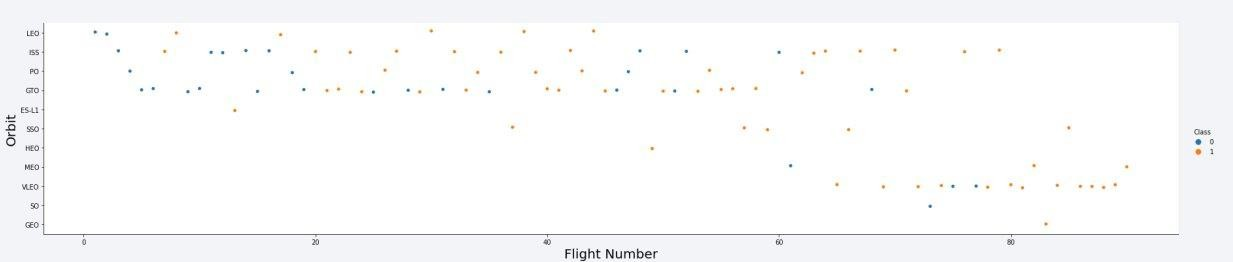 LEO
ISS
PO
GTO
ES-L1
SSO
HEO
MEO
VLEO
SO
GEO
Orbit
0 20 40 60 80
Flight Number
Class
0
1